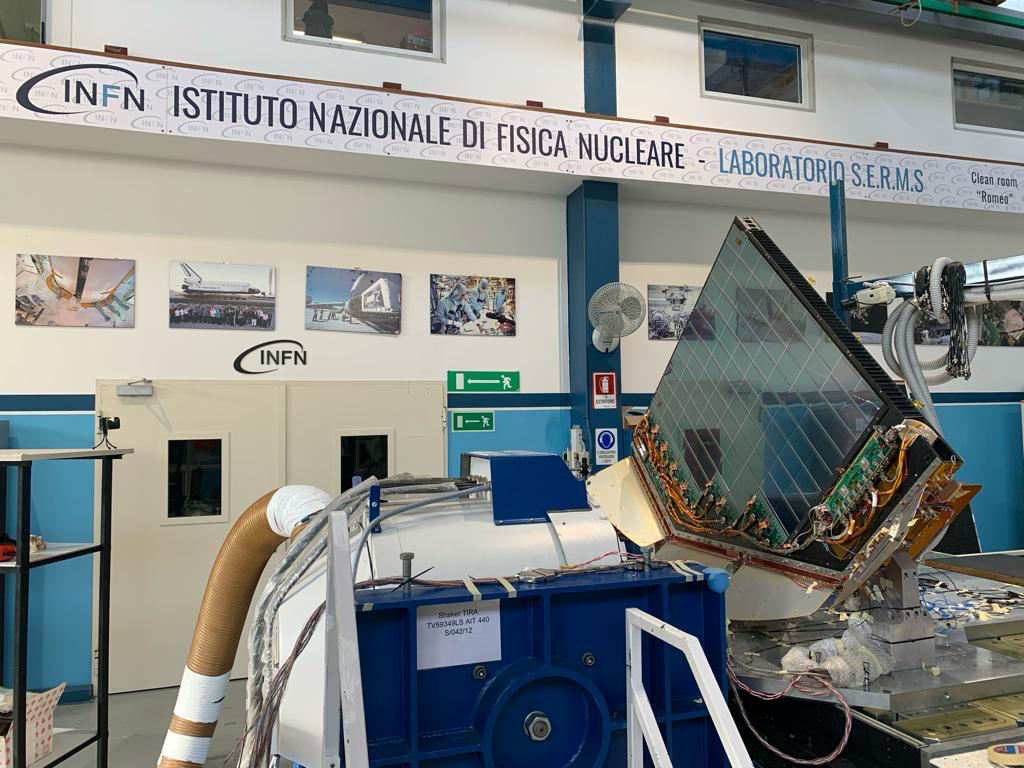 INFN ISTITUTO NAZIONALE DI FISICA NUCLEARE - LABORATORIO S.E.R.M.S
Clean room
"Romeo"
INFN
ESTINTORE
Shaker TIRA
TV59349LS AIT 440
S/042/12